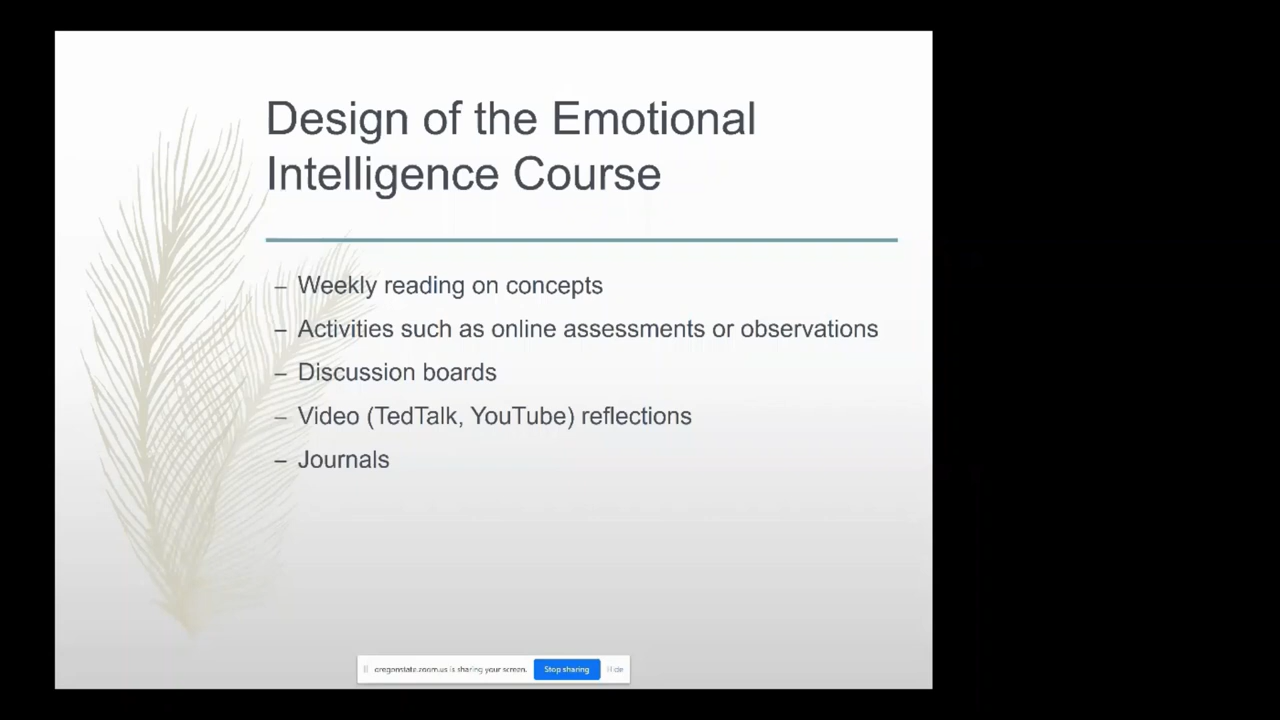 Design of the Emotional
Intelligence Course
– Weekly reading on concepts
– Activities such as online assessments or observations
– Discussion boards
– Video (TedTalk, YouTube) reflections
– Journals
oregonstate.zoom.us is sharing your screen. Stop sharing Hide